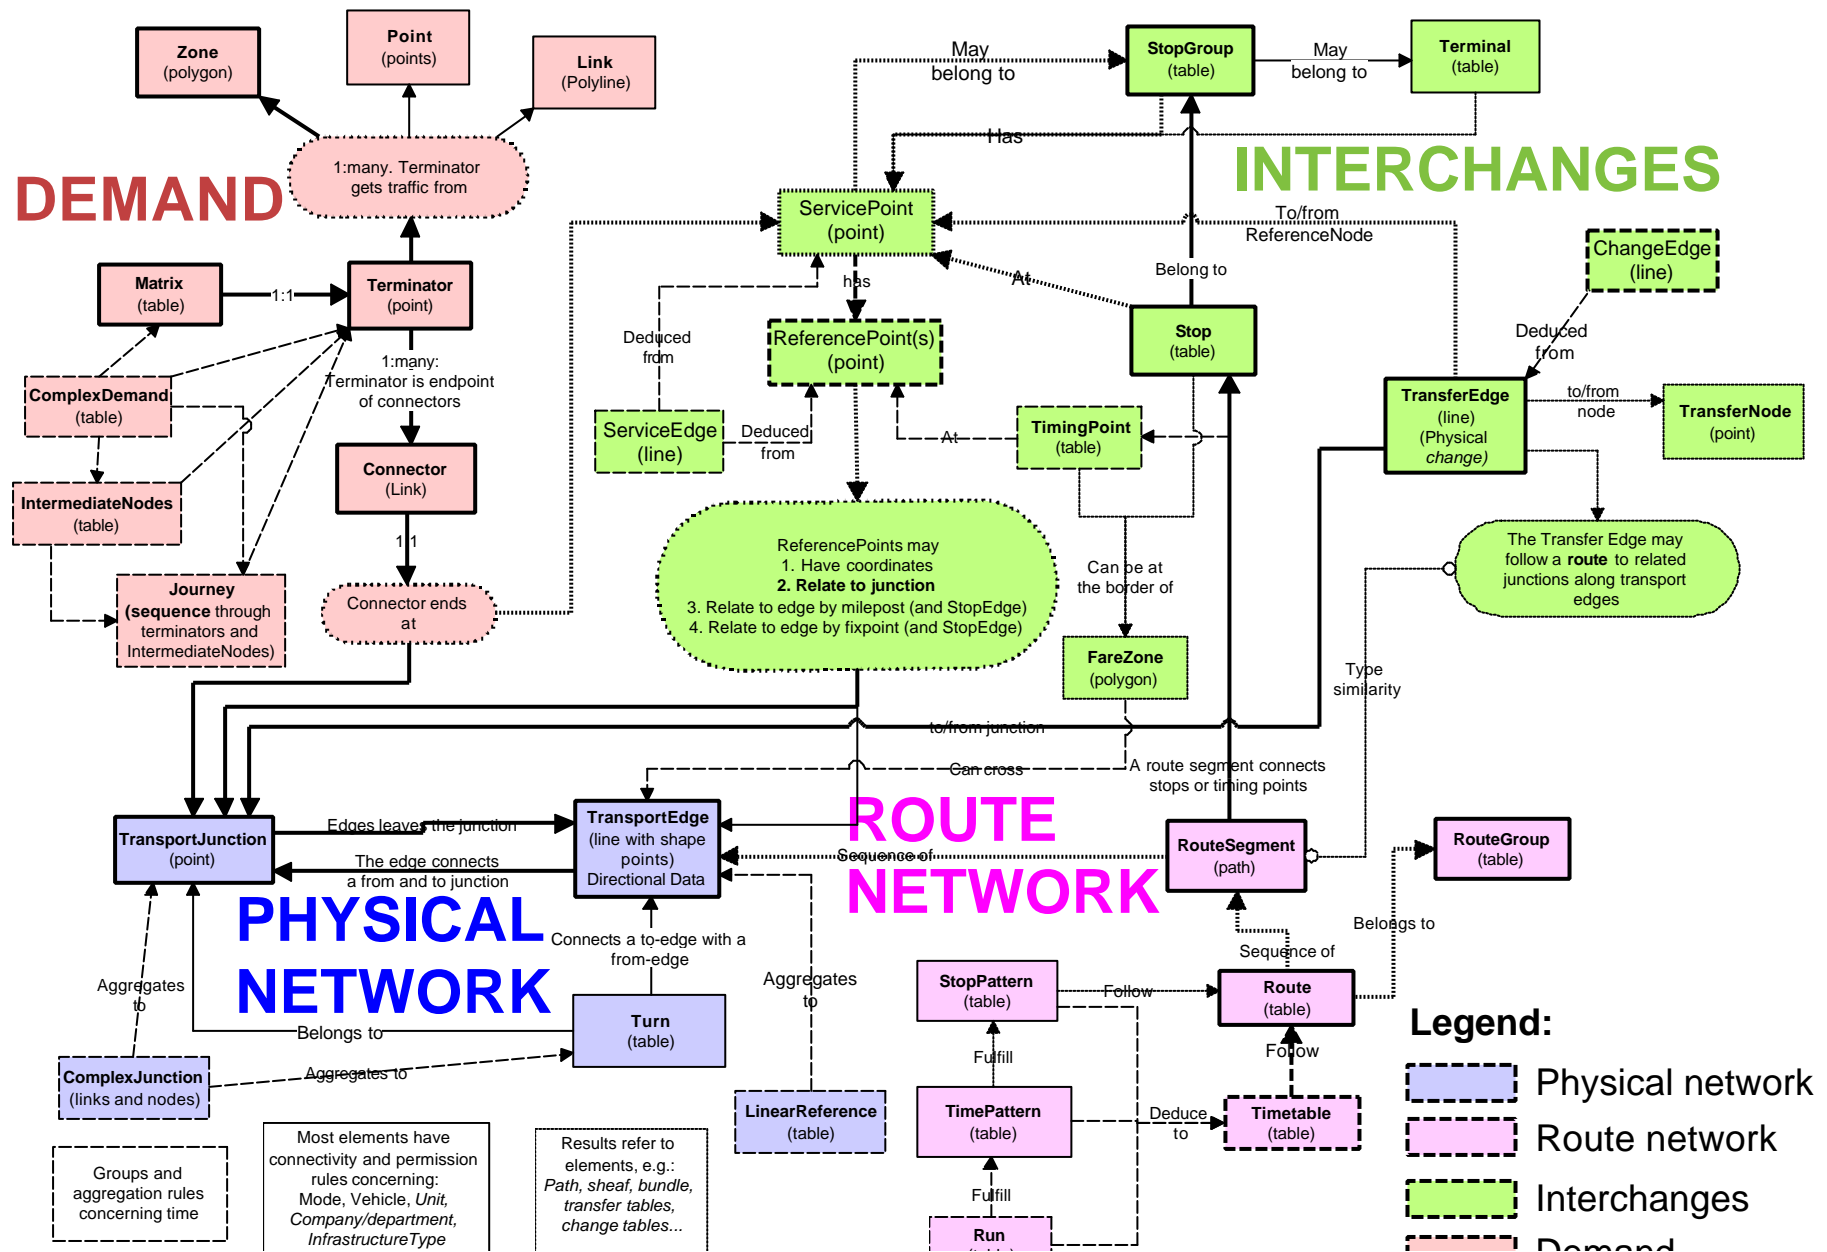 Zone
(polygon)
Point
(points)
Link
(Polyline)
May
belong to
StopGroup
(table)
May
belong to
Terminal
(table)
Has
1:many. Terminator
gets traffic from
DEMAND
INTERCHANGES
ServicePoint
(point)
To/from
ReferenceNode
ChangeEdge
(line)
Matrix
(table)
1:1
Terminator
(point)
has
At
Belong to
Deduced
from
ReferencePoint(s)
(point)
Stop
(table)
Deduced
from
1:many:
Terminator is endpoint
of connectors
ComplexDemand
(table)
ServiceEdge
(line)
Deduced
from
At
TimingPoint
(table)
TransferEdge
(line)
(Physical
change)
to/from
node
TransferNode
(point)
Connector
(Link)
IntermediateNodes
(table)
1:1
ReferencePoints may
1. Have coordinates
2. Relate to junction
3. Relate to edge by milepost (and StopEdge)
4. Relate to edge by fixpoint (and StopEdge)
Can be at
the border of
The Transfer Edge may
follow a route to related
junctions along transport
edges
Journey
(sequence through
terminators and
IntermediateNodes)
Connector ends
at
FareZone
(polygon)
Type
similarity
to/from junction
Can cross
A route segment connects
stops or timing points
TransportJunction
(point)
Edges leaves the junction
The edge connects
a from and to junction
TransportEdge
(line with shape
points)
Directional Data
ROUTE
NETWORK
Sequence of
RouteSegment
(path)
RouteGroup
(table)
PHYSICAL
NETWORK
Connects a to-edge with a
from-edge
Belongs to
Sequence of
Aggregates
to
Aggregates
to
StopPattern
(table)
Follow
Route
(table)
Turn
(table)
Belongs to
Legend:
Fulfill
Follow
ComplexJunction
(links and nodes)
Aggregates to
Physical network
LinearReference
(table)
TimePattern
(table)
Deduce
to
Timetable
(table)
Route network
Groups and
aggregation rules
concerning time
Most elements have
connectivity and permission
rules concerning:
Mode, Vehicle, Unit,
Company/department,
InfrastructureType
Results refer to
elements, e.g.:
Path, sheaf, bundle,
transfer tables,
change tables...
Fulfill
Interchanges
Run
(table)
Demand